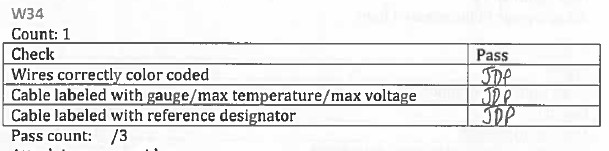 W34
Count: 1
Check Pass
Wires correctly color coded JDP
Cable labeled with gauge/max temperature/max voltage JDP
Cable labeled with reference designator JDP
Pass count: /3